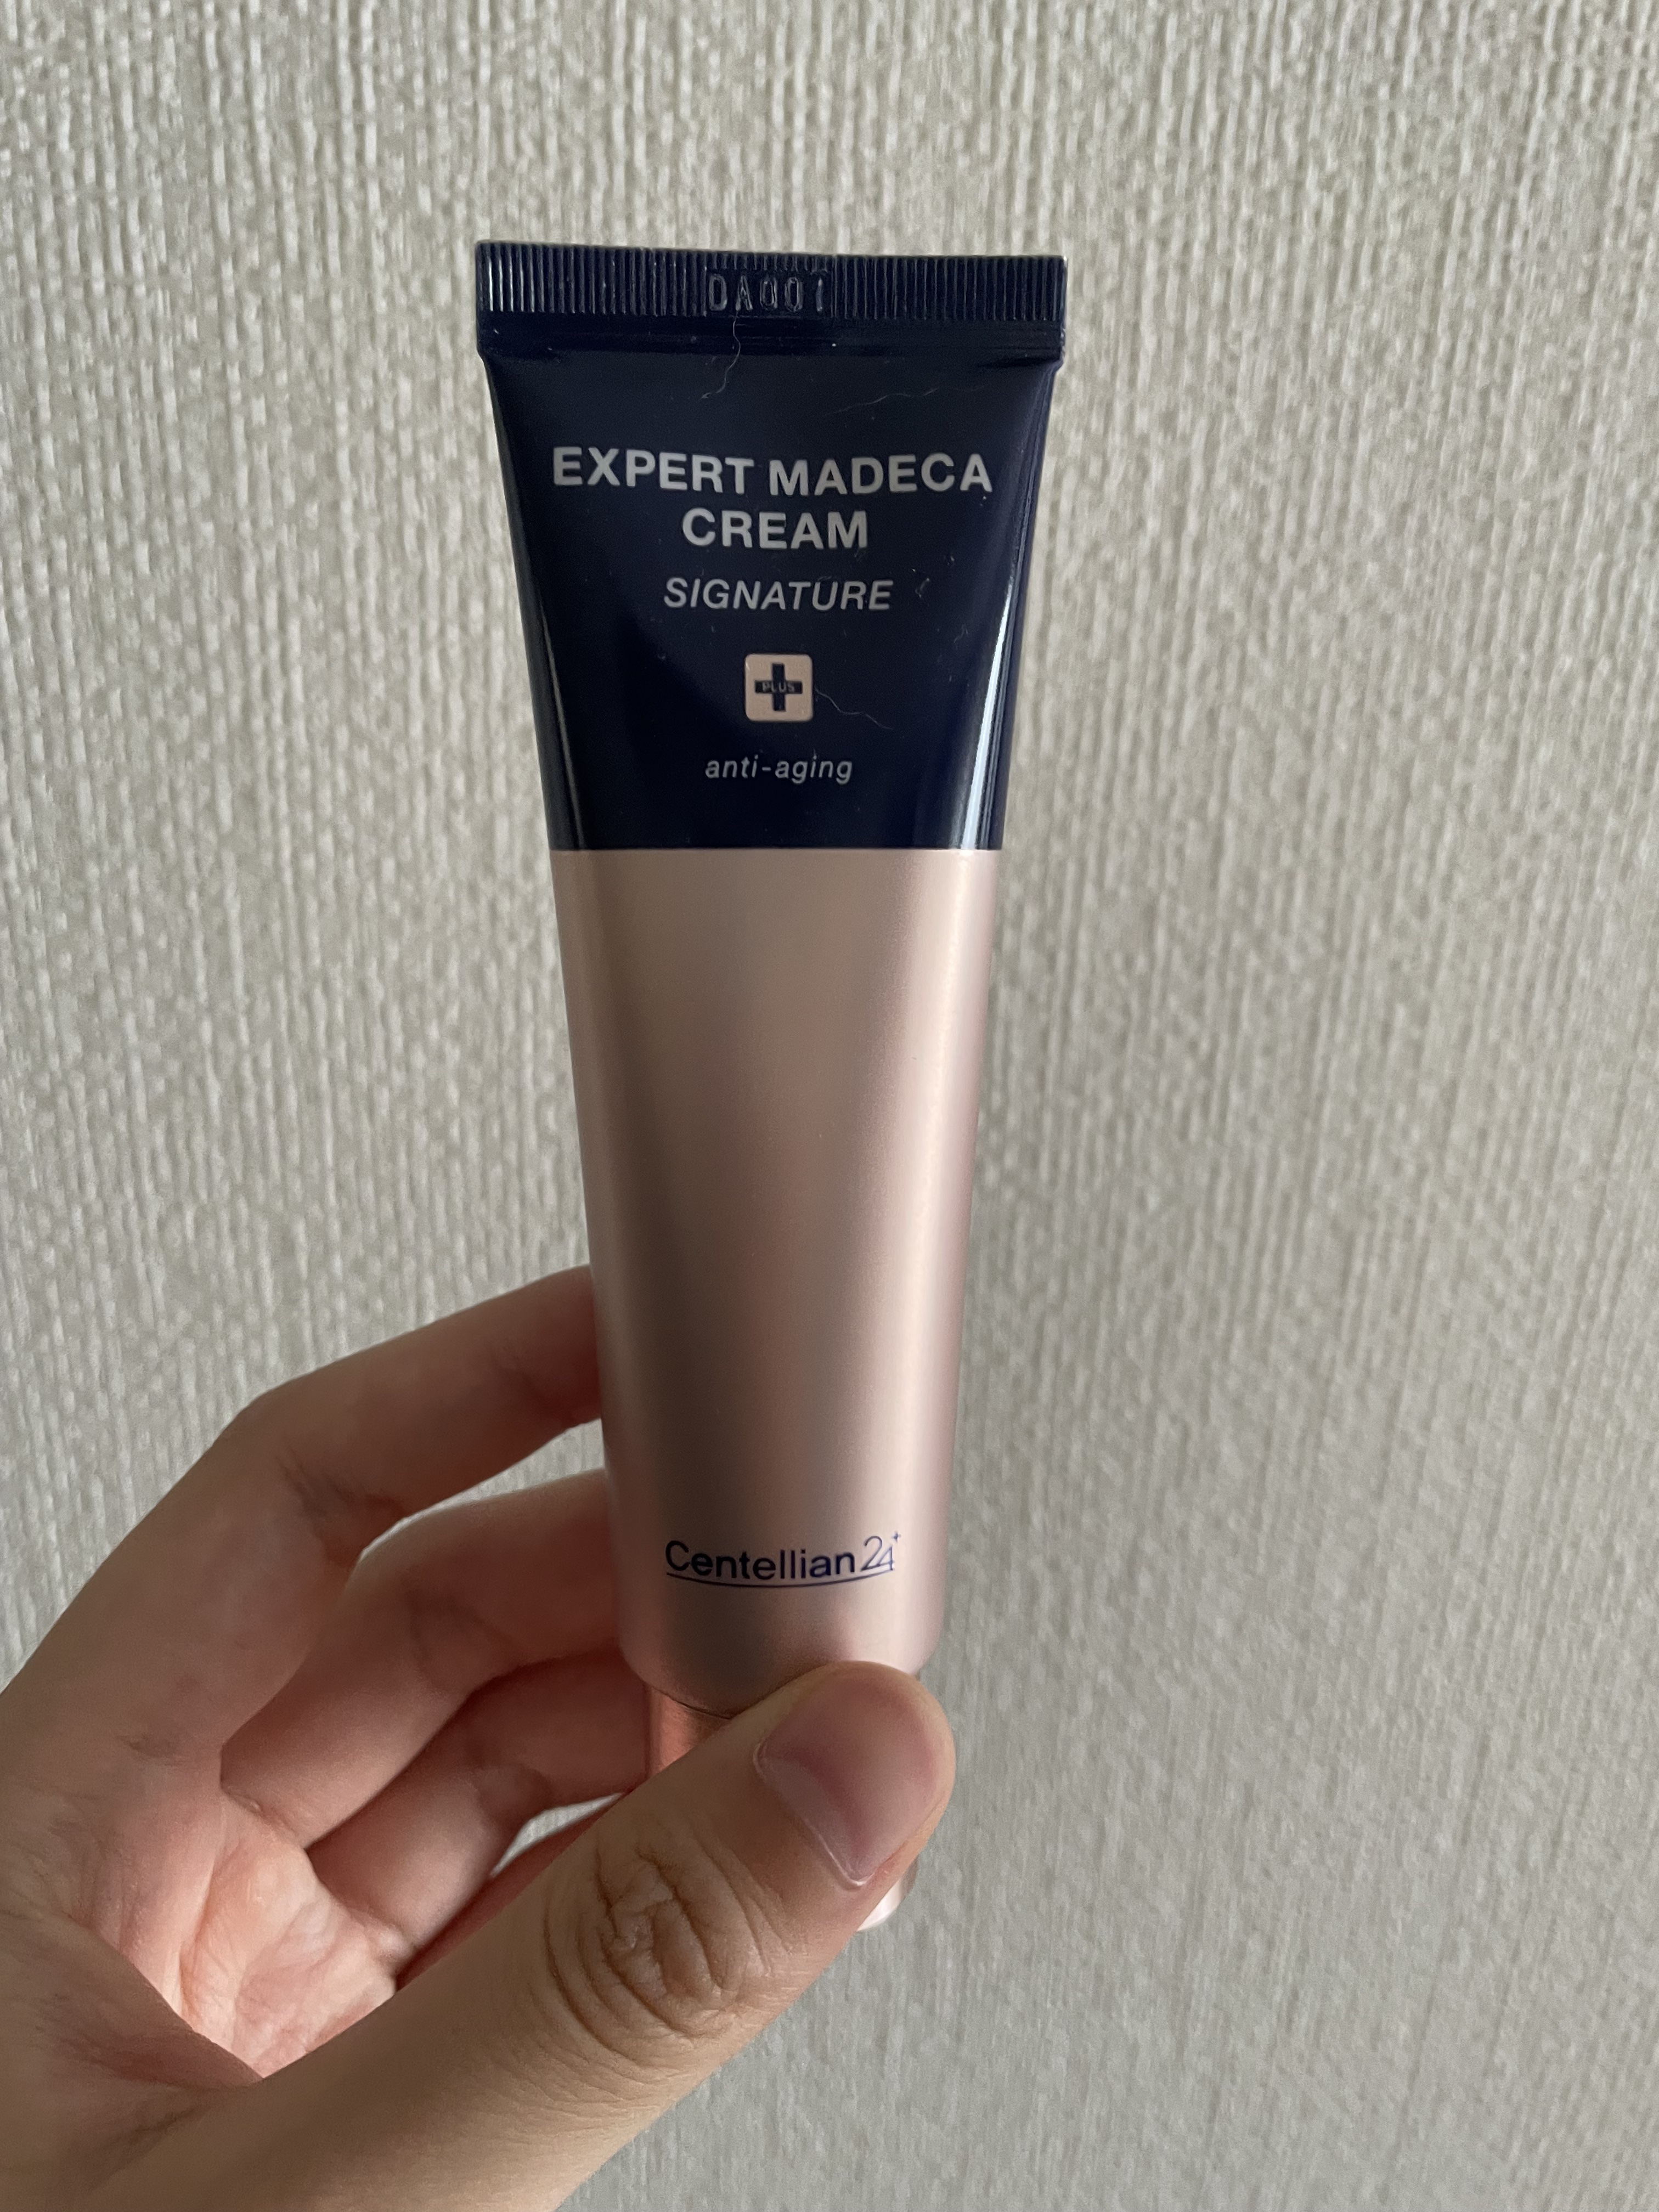 DA001
EXPERT MADECA
CREAM
SIGNATURE
PLUS
anti-aging
Centellian24+